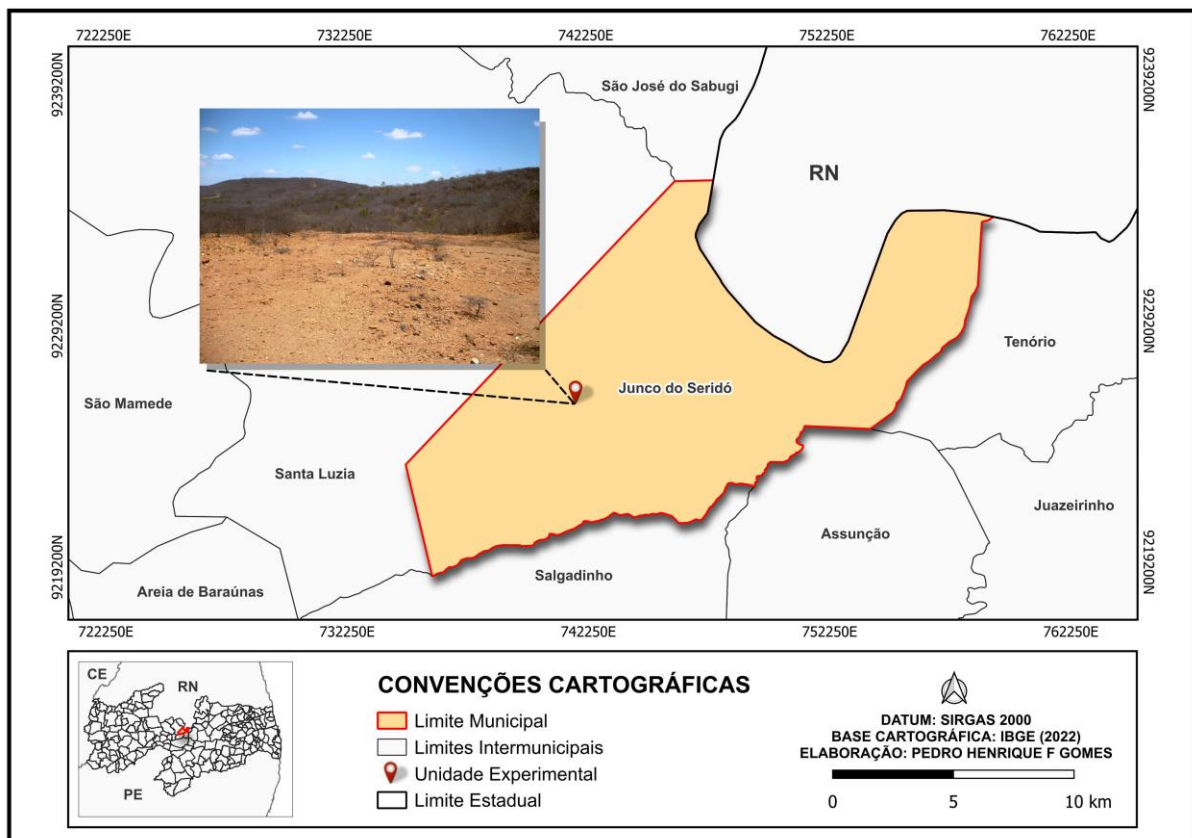 722250E
732250E
742250E
752250E
762250E
9239200N
9239200N
São José do Sabugi
RN
9229200N
9229200N
Tenório
Junco do Seridó
São Mamede
Santa Luzia
Juazeirinho
Assunção
9219200N
9219200N
Salgadinho
Areia de Baraúnas
722250E
732250E
742250E
752250E
762250E
CE
RN
PE
CONVENÇÕES CARTOGRÁFICAS
Limite Municipal
Limites Intermunicipais
Unidade Experimental
Limite Estadual
DATUM: SIRGAS 2000
BASE CARTOGRÁFICA: IBGE (2022)
ELABORAÇÃO: PEDRO HENRIQUE F GOMES
0 5 10 km